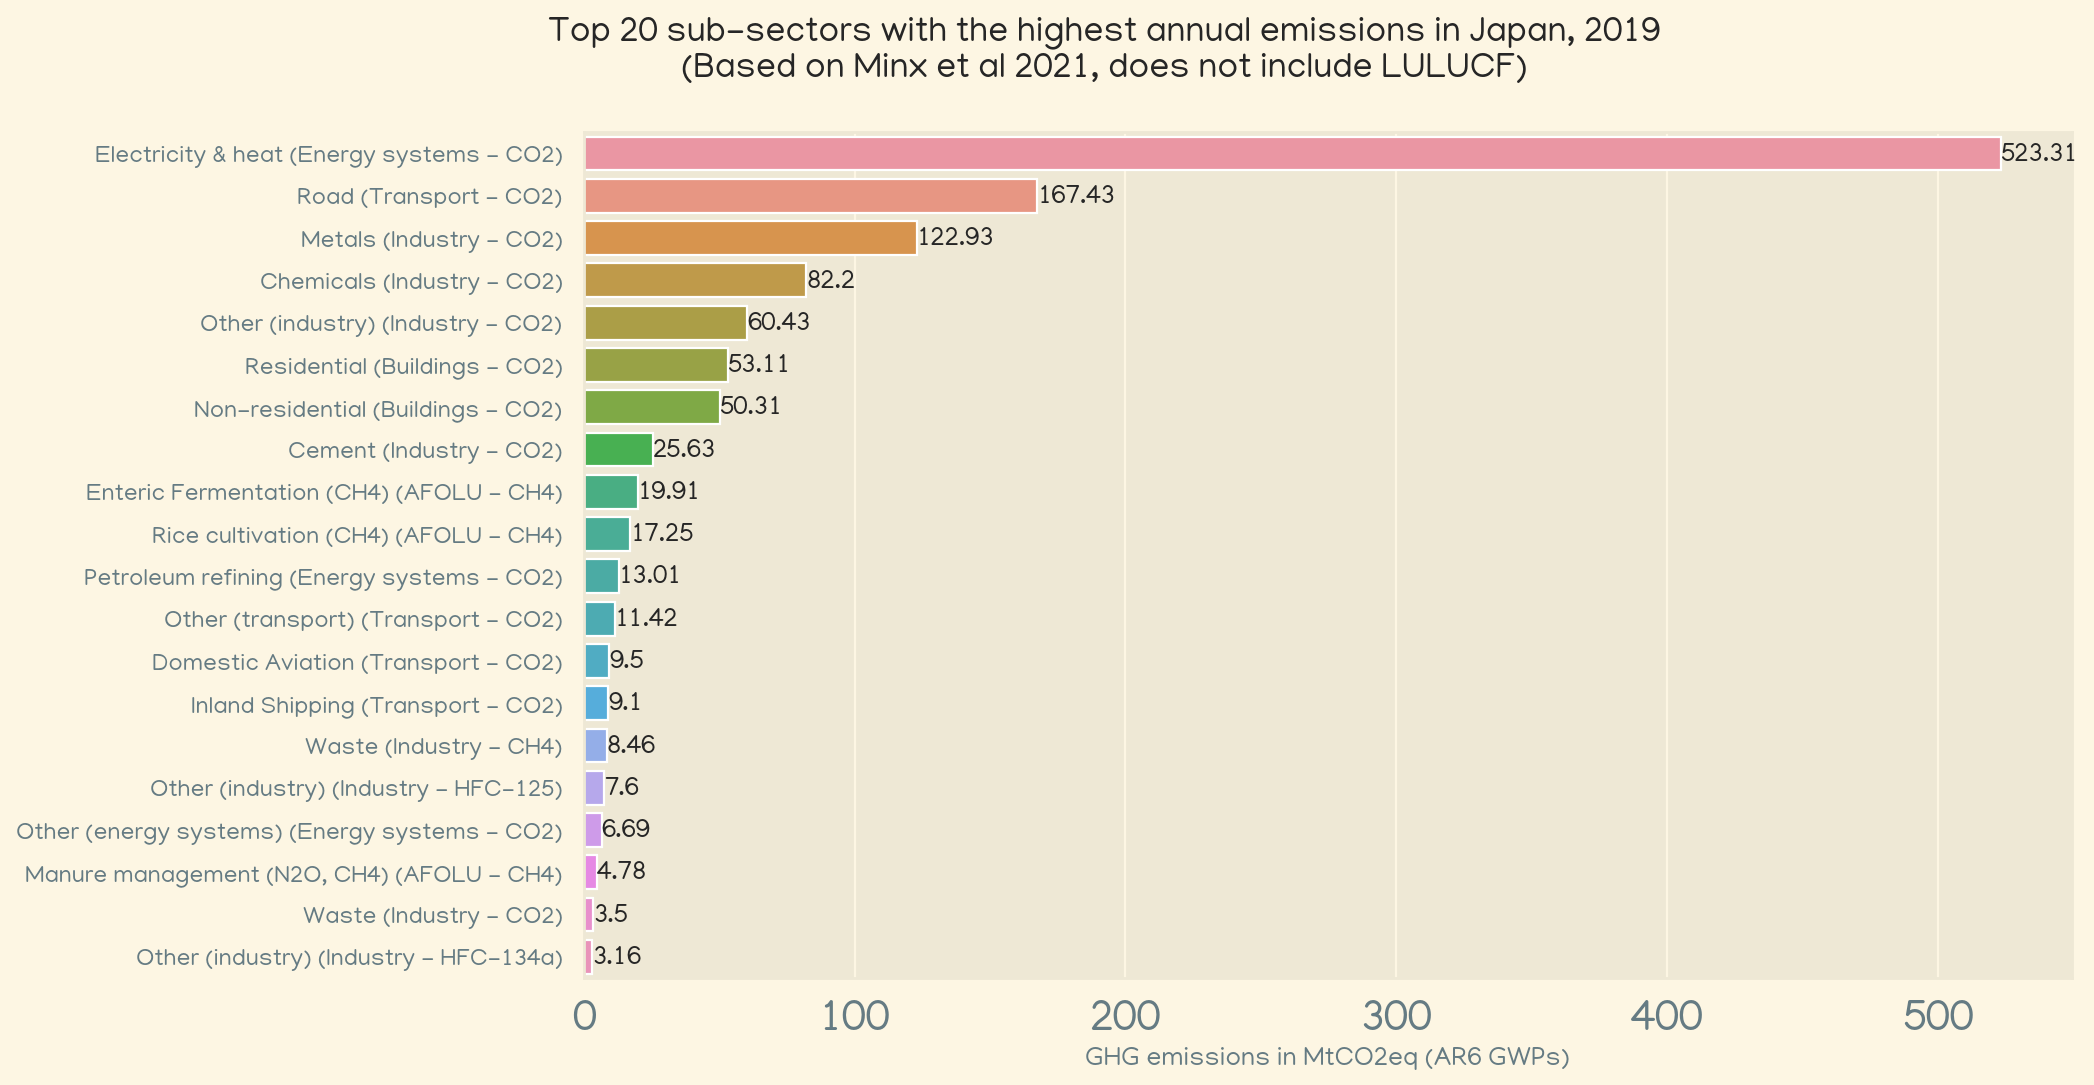 Top 20 sub-sectors with the highest annual emissions in Japan, 2019
(Based on Minx et al 2021, does not include LULUCF)
Electricity & heat (Energy systems - CO2) 523.31
Road (Transport - CO2) 167.43
Metals (Industry - CO2) 122.93
Chemicals (Industry - CO2) 82.2
Other (industry) (Industry - CO2) 60.43
Residential (Buildings - CO2) 53.11
Non-residential (Buildings - CO2) 50.31
Cement (Industry - CO2) 25.63
Enteric Fermentation (CH4) (AFOLU - CH4) 19.91
Rice cultivation (CH4) (AFOLU - CH4) 17.25
Petroleum refining (Energy systems - CO2) 13.01
Other (transport) (Transport - CO2) 11.42
Domestic Aviation (Transport - CO2) 9.5
Inland Shipping (Transport - CO2) 9.1
Waste (Industry - CH4) 8.46
Other (industry) (Industry - HFC-125) 7.6
Other (energy systems) (Energy systems - CO2) 6.69
Manure management (N2O, CH4) (AFOLU - CH4) 4.78
Waste (Industry - CO2) 3.5
Other (industry) (Industry - HFC-134a) 3.16
0 100 200 300 400 500
GHG emissions in MtCO2eq (AR6 GWPs)